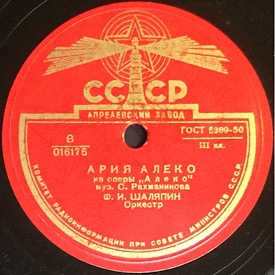 СССР
АПРЕЛЕВСКИЙ ЗАВОД
В
016176
ГОСТ 5289-50
III кл.
АРИЯ АЛЕКО
из оперы „Алеко"
муз. С. Рахманинова
Ф. И. ШАЛЯПИН
Оркестр
КОМИТЕТ РАДИОИНФОРМАЦИИ ПРИ СОВЕТЕ МИНИСТРОВ СССР